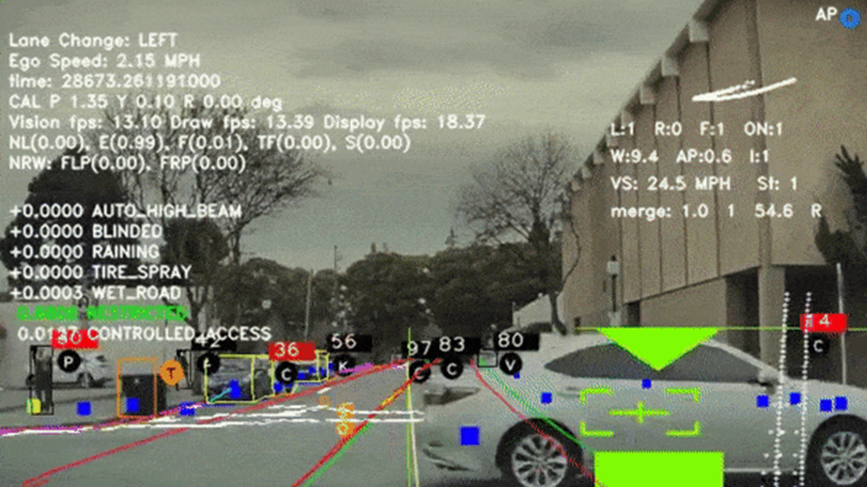 AP
Lane Change: LEFT
Ego Speed: 2.15 MPH
time: 28673.261191000
CAL P 1.35 Y 0.10 R 0.00 deg
Vision fps: 13.10 Draw fps: 13.39 Display fps: 18.37
NL(0.00), E(0.99), F(0.01), TF(0.00), S(0.00)
NRW: FLP(0.00), FRP(0.00)
L:1 R:0 F:1 ON:1
W:9.4 AP:0.6 I:1
VS: 24.5 MPH St: 1
merge: 1.0 1 54.6 R
+0.0000 AUTO_HIGH_BEAM
+0.0000 BLINDED
+0.0000 RAINING
+0.0000 TIRE_SPRAY
+0.0003 WET_ROAD
RESTRICTED
CONTROLLED_ACCESS
36 56 97 83 80 4
P T C K C C V C